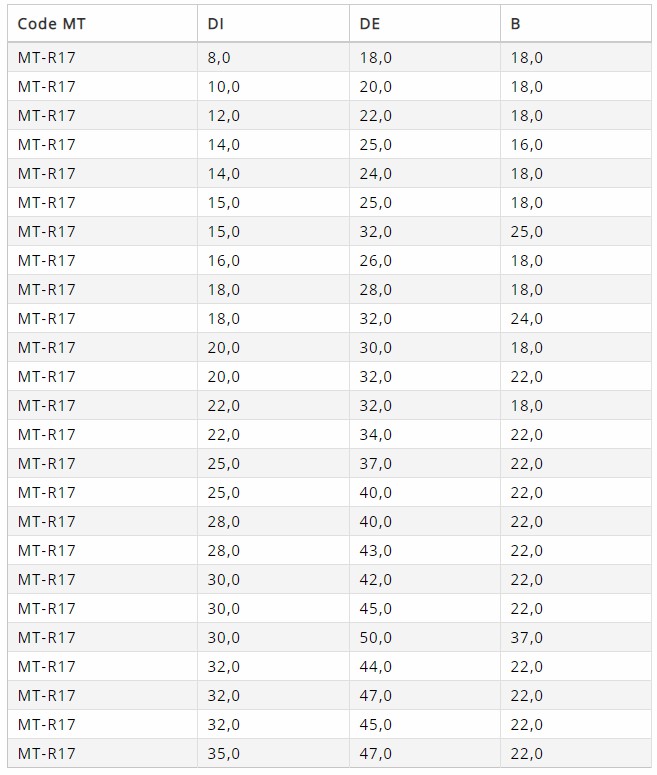 Code MT DI DE B
MT-R17 8,0 18,0 18,0
MT-R17 10,0 20,0 18,0
MT-R17 12,0 22,0 18,0
MT-R17 14,0 25,0 16,0
MT-R17 14,0 24,0 18,0
MT-R17 15,0 25,0 18,0
MT-R17 15,0 32,0 25,0
MT-R17 16,0 26,0 18,0
MT-R17 18,0 28,0 18,0
MT-R17 18,0 32,0 24,0
MT-R17 20,0 30,0 18,0
MT-R17 20,0 32,0 22,0
MT-R17 22,0 32,0 18,0
MT-R17 22,0 34,0 22,0
MT-R17 25,0 37,0 22,0
MT-R17 25,0 40,0 22,0
MT-R17 28,0 40,0 22,0
MT-R17 28,0 43,0 22,0
MT-R17 30,0 42,0 22,0
MT-R17 30,0 45,0 22,0
MT-R17 30,0 50,0 37,0
MT-R17 32,0 44,0 22,0
MT-R17 32,0 47,0 22,0
MT-R17 32,0 45,0 22,0
MT-R17 35,0 47,0 22,0